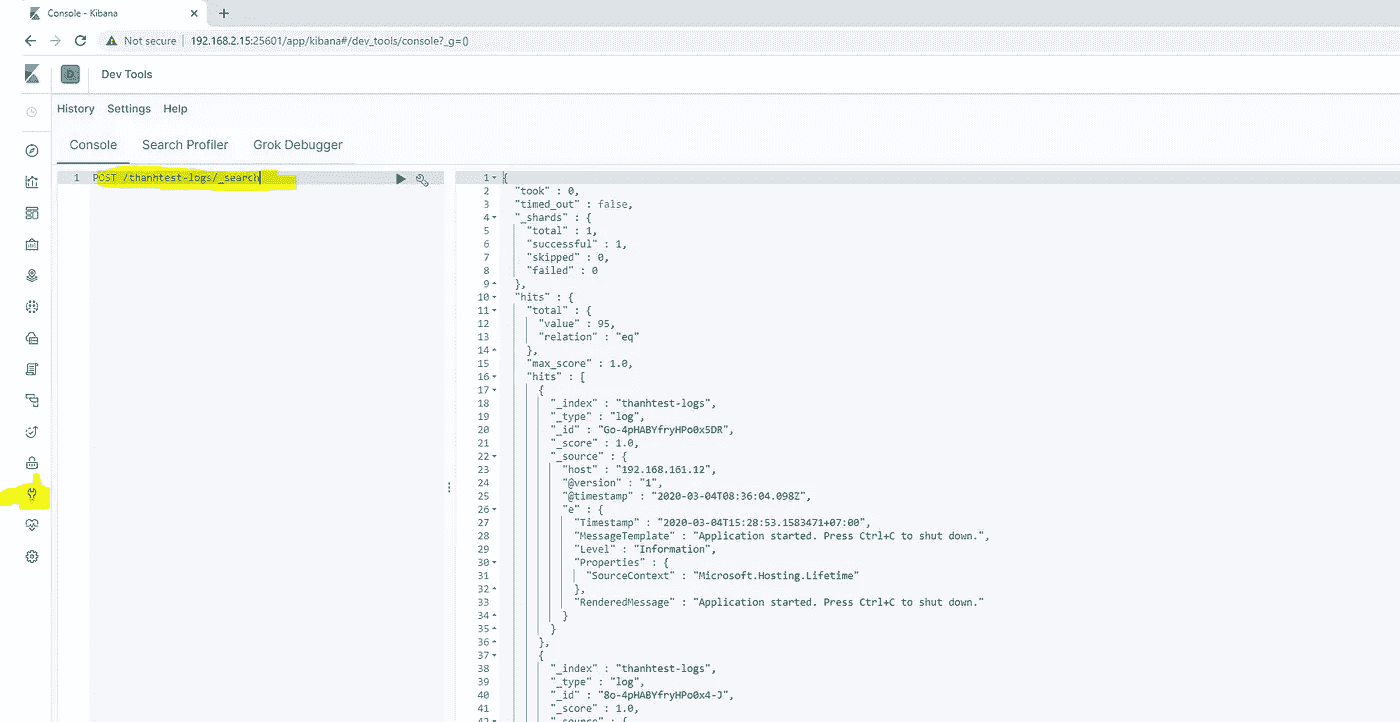 Console - Kibana
Not secure 192.168.2.15:25601/app/kibana#/dev_tools/console?_g=()
D Dev Tools
History Settings Help
Console Search Profiler Grok Debugger
1 POST /thanhtest-logs/_search
1 {
2 "took" : 0,
3 "timed_out" : false,
4 "_shards" : {
5 "total" : 1,
6 "successful" : 1,
7 "skipped" : 0,
8 "failed" : 0
9 },
10 "hits" : {
11 "total" : {
12 "value" : 95,
13 "relation" : "eq"
14 },
15 "max_score" : 1.0,
16 "hits" : [
17 {
18 "_index" : "thanhtest-logs",
19 "_type" : "log",
20 "_id" : "Go-4pHABYfryHPo0x5DR",
21 "_score" : 1.0,
22 "_source" : {
23 "host" : "192.168.161.12",
24 "@version" : "1",
25 "@timestamp" : "2020-03-04T08:36:04.098Z",
26 "e" : {
27 "Timestamp" : "2020-03-04T15:28:53.1583471+07:00",
28 "MessageTemplate" : "Application started. Press Ctrl+C to shut down.",
29 "Level" : "Information",
30 "Properties" : {
31 "SourceContext" : "Microsoft.Hosting.Lifetime"
32 },
33 "RenderedMessage" : "Application started. Press Ctrl+C to shut down."
34 }
35 }
36 },
37 {
38 "_index" : "thanhtest-logs",
39 "_type" : "log",
40 "_id" : "8o-4pHABYfryHPo0x4-J",
41 "_score" : 1.0,
42 "_source" : {